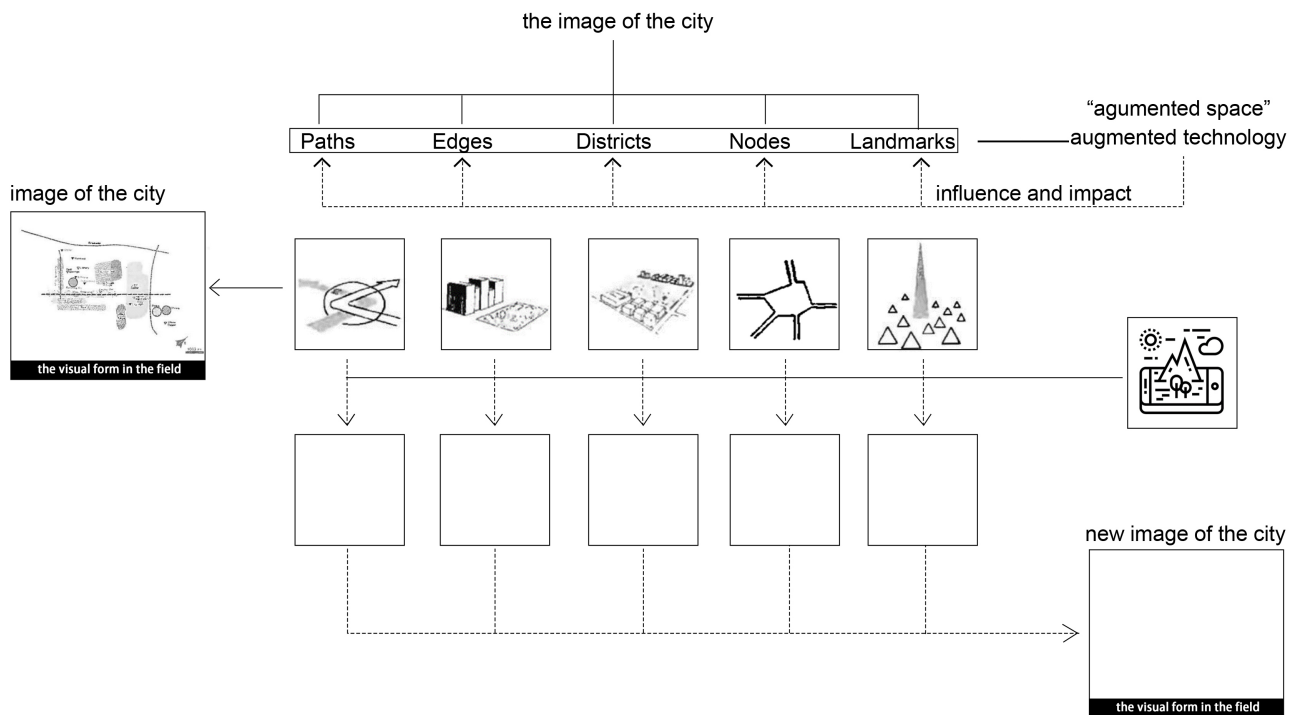 the image of the city
“agumented space”
augmented technology
Paths
Edges
Districts
Nodes
Landmarks
influence and impact
image of the city
the visual form in the field
new image of the city
the visual form in the field